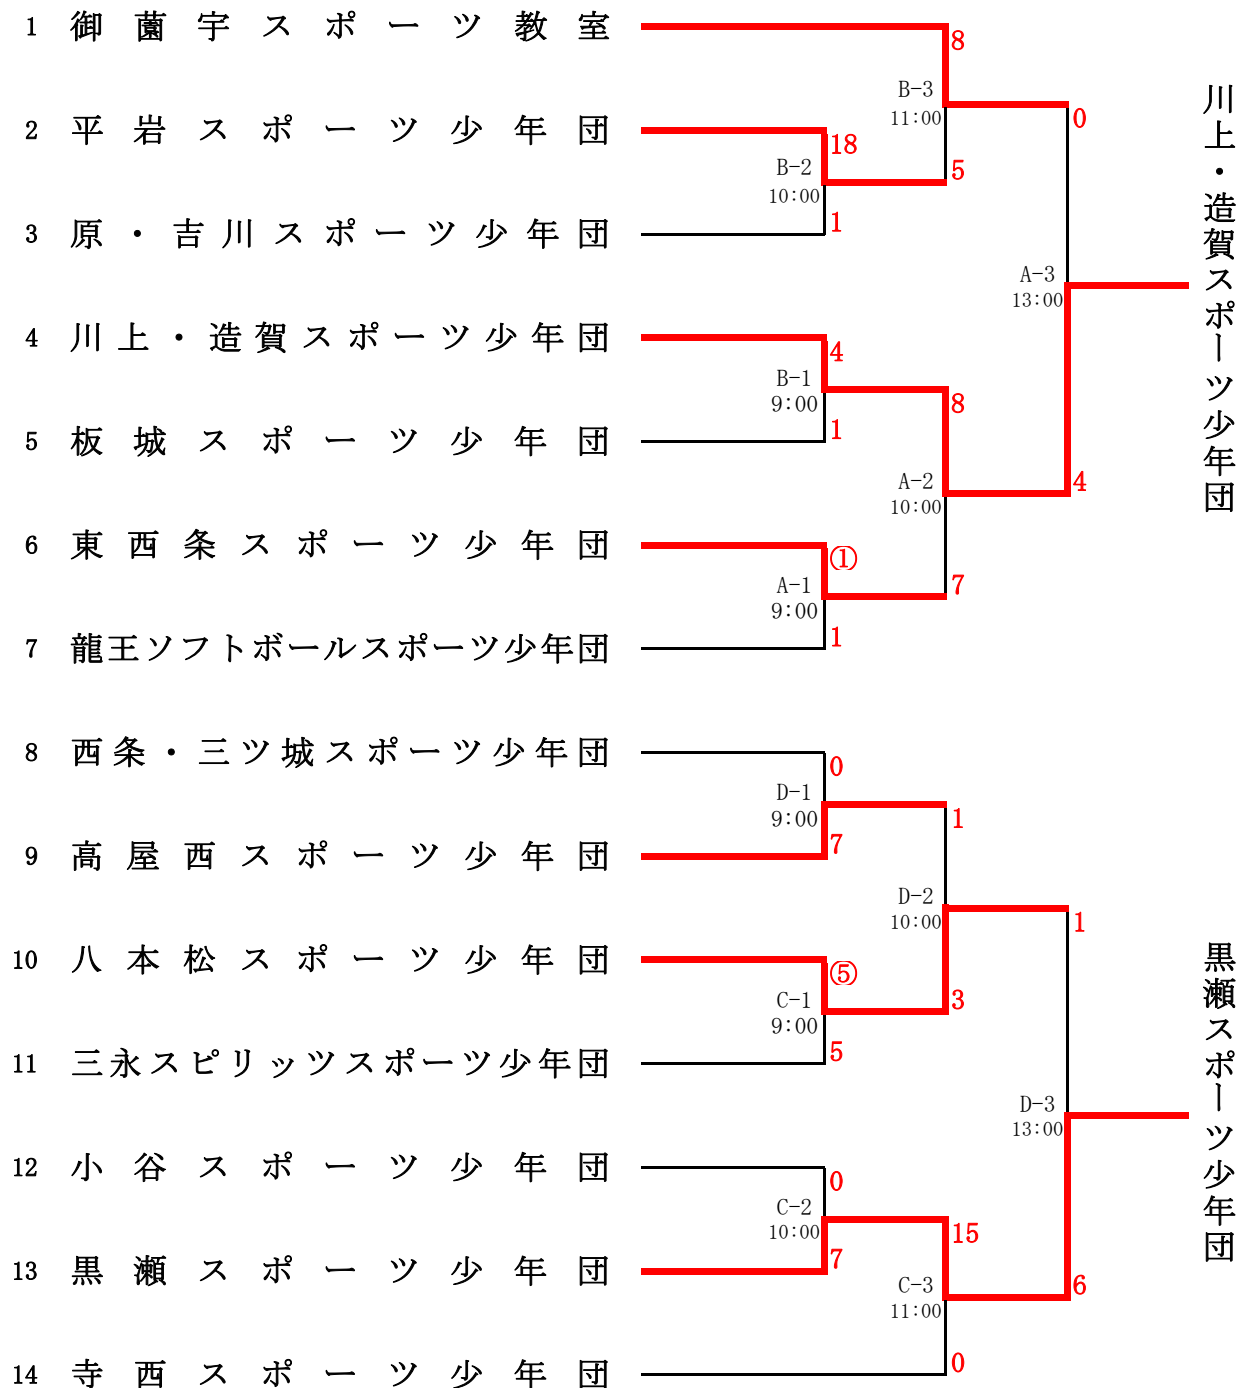 1 御薗宇スポーツ教室
8
B-3
11:00
0
2 平岩スポーツ少年団
18
B-2
10:00
5
1
3 原・吉川スポーツ少年団
A-3
13:00
川上・造賀スポーツ少年団
4 川上・造賀スポーツ少年団
4
B-1
9:00
8
1
5 板城スポーツ少年団
A-2
10:00
4
6 東西条スポーツ少年団
①
A-1
9:00
7
1
7 龍王ソフトボールスポーツ少年団
8 西条・三ツ城スポーツ少年団
0
D-1
9:00
1
7
9 高屋西スポーツ少年団
D-2
10:00
1
10 八本松スポーツ少年団
⑤
C-1
9:00
3
5
11 三永スピリッツスポーツ少年団
D-3
13:00
黒瀬スポーツ少年団
12 小谷スポーツ少年団
0
C-2
10:00
15
7
13 黒瀬スポーツ少年団
C-3
11:00
6
0
14 寺西スポーツ少年団